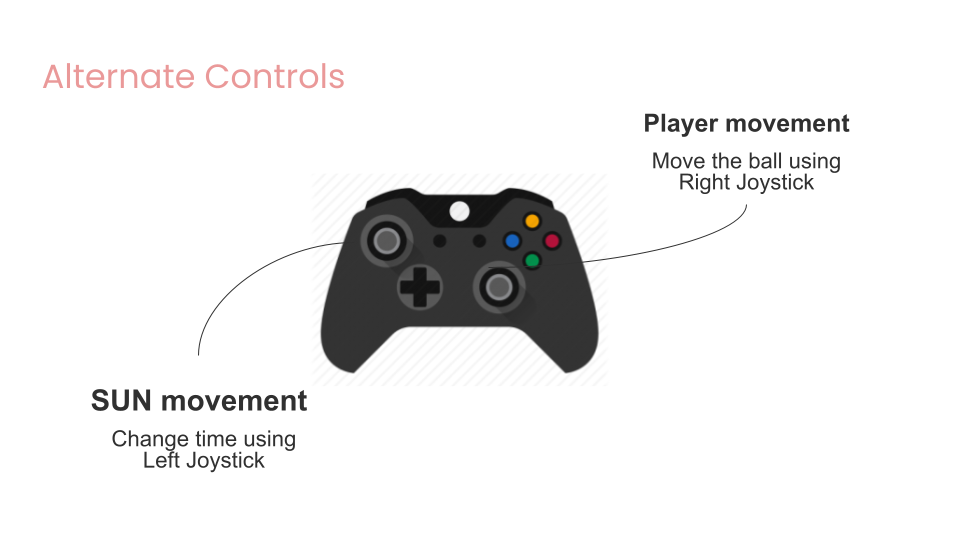 Alternate Controls
Player movement
Move the ball using
Right Joystick
SUN movement
Change time using
Left Joystick